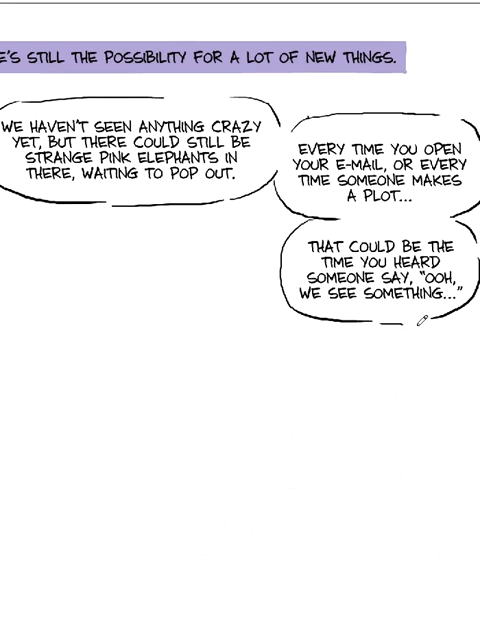 STILL THE POSSIBILITY FOR A LOT OF NEW THINGS.
WE HAVEN'T SEEN ANYTHING CRAZY
YET, BUT THERE COULD STILL BE
STRANGE PINK ELEPHANTS IN
THERE, WAITING TO POP OUT.
EVERY TIME YOU OPEN
YOUR E-MAIL, OR EVERY
TIME SOMEONE MAKES
A PLOT...
THAT COULD BE THE
TIME YOU HEARD
SOMEONE SAY, "OOH,
WE SEE SOMETHING..."